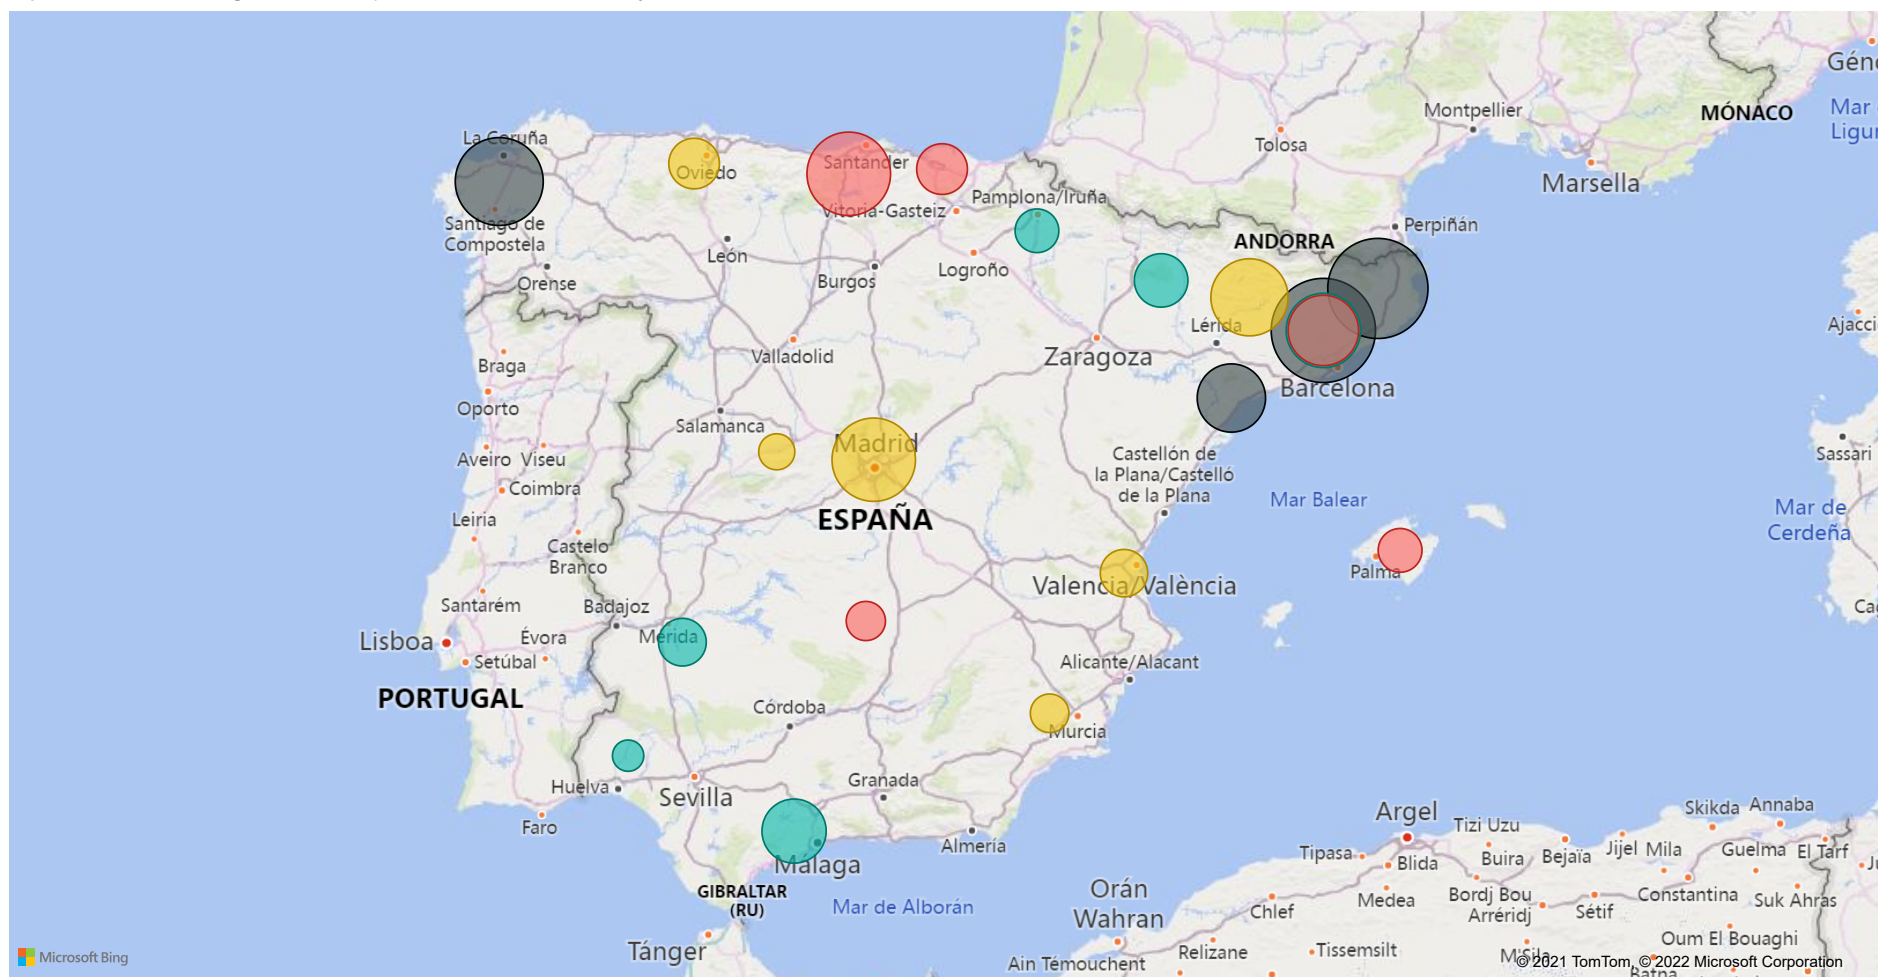 Géno
MÓNACO
Mar
Ligur
Montpellier
Tolosa
Marsella
La Coruña
Santander
Oviedo
Pamplona/Iruña
Vitoria-Gasteiz
Santiago de
Compostela
Perpiñán
ANDORRA
León
Logroño
Burgos
Orense
Lérida
Ajacci
Valladolid
Zaragoza
Braga
Barcelona
Oporto
Salamanca
Madrid
Aveiro
Viseu
Castellón de
la Plana/Castelló
de la Plana
Sassari
Coimbra
Mar Balear
Mar de
Cerdeña
Leiria
ESPAÑA
Castelo
Branco
Palma
Valencia/València
Santarém
Badajoz
Lisboa
Évora
Mérida
Setúbal
Alicante/Alacant
PORTUGAL
Córdoba
Murcia
Huelva
Sevilla
Granada
Faro
Almería
Málaga
Argel
Skikda
Annaba
Tizi Uzu
Tipasa
Blida
Buira
Bejaïa
Jijel
Mila
Guelma
El Tarf
GIBRALTAR
(RU)
Mar de Alborán
Orán
Wahran
Chlef
Medea
Bordj Bou
Arréridj
Sétif
Constantina
Suk Ahras
Tánger
Ain Témouchent
Relizane
Tissemsilt
M'Sila
Oum El Bouaghi
Batna
Microsoft Bing
© 2021 TomTom, © 2022 Microsoft Corporation